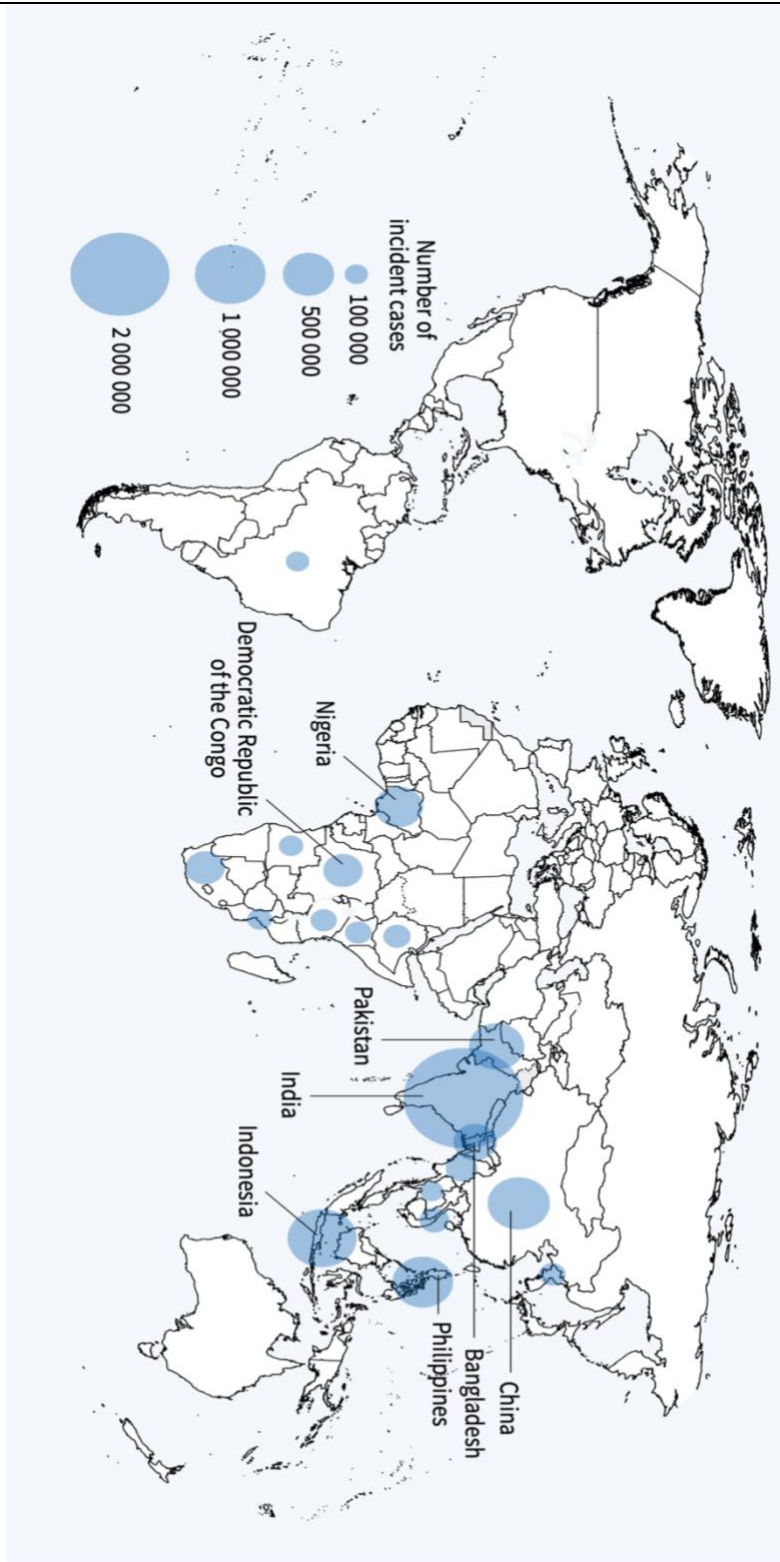 Number of
incident cases
100 000
500 000
1 000 000
2 000 000
Nigeria
Democratic Republic
of the Congo
Pakistan
India
Indonesia
China
Bangladesh
Philippines